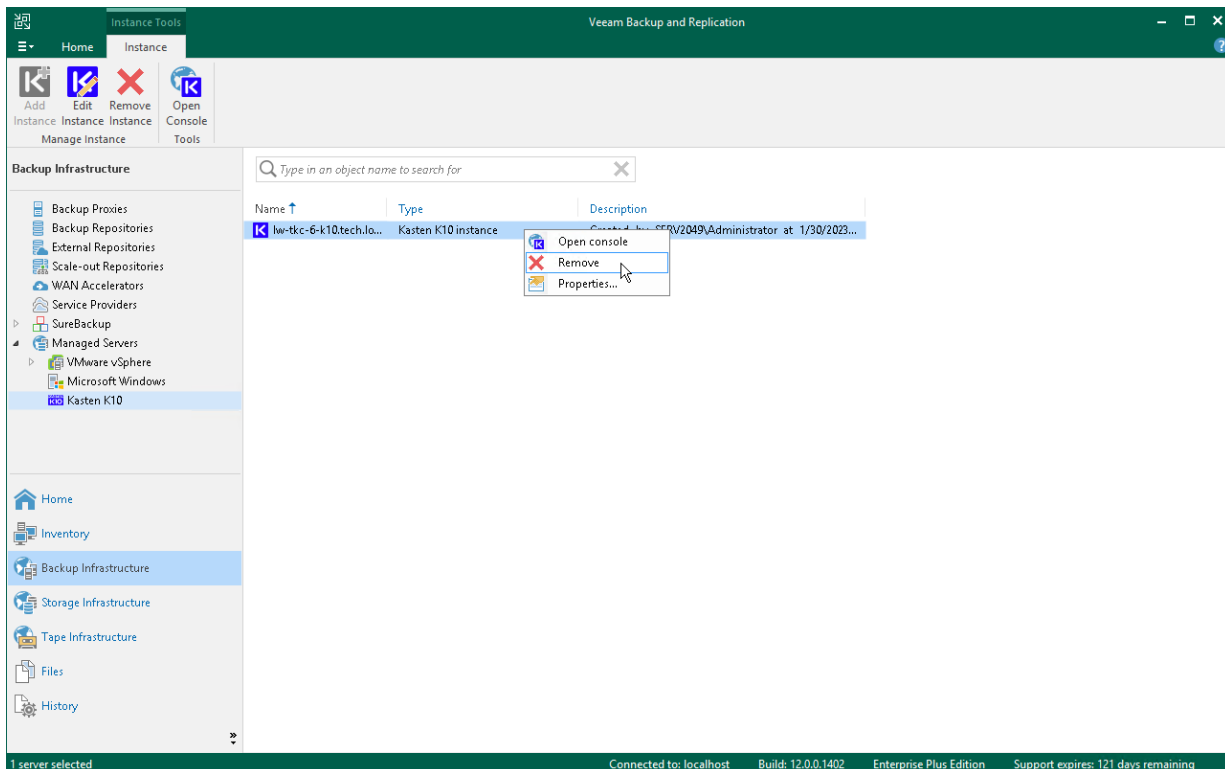 Instance Tools
Veeam Backup and Replication
Home
Instance
Add Instance
Edit Instance
Remove Instance
Open Console
Manage Instance
Tools
Backup Infrastructure
Type in an object name to search for
Backup Proxies
Backup Repositories
External Repositories
Scale-out Repositories
WAN Accelerators
Service Providers
SureBackup
Managed Servers
VMware vSphere
Microsoft Windows
Kasten K10
Name
Type
Description
lw-tkc-6-k10.tech.lo...
Kasten K10 instance
Created by SERV2049\Administrator at 1/30/2023...
Open console
Remove
Properties...
Home
Inventory
Backup Infrastructure
Storage Infrastructure
Tape Infrastructure
Files
History
1 server selected
Connected to: localhost
Build: 12.0.0.1402
Enterprise Plus Edition
Support expires: 121 days remaining